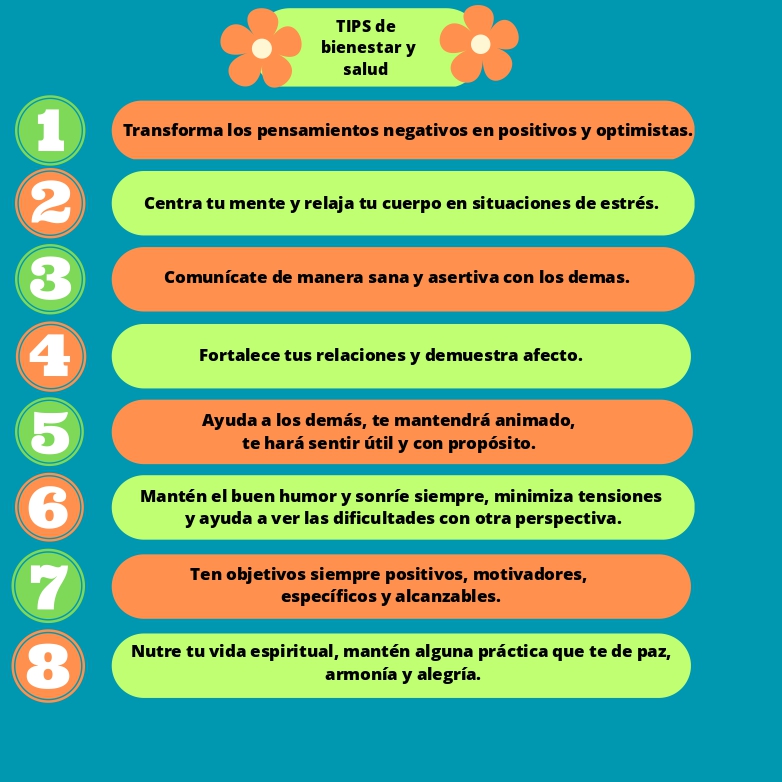 TIPS de
bienestar y
salud
1
Transforma los pensamientos negativos en positivos y optimistas.
2
Centra tu mente y relaja tu cuerpo en situaciones de estrés.
3
Comunícate de manera sana y asertiva con los demas.
4
Fortalece tus relaciones y demuestra afecto.
5
Ayuda a los demás, te mantendrá animado,
te hará sentir útil y con propósito.
6
Mantén el buen humor y sonríe siempre, minimiza tensiones
y ayuda a ver las dificultades con otra perspectiva.
7
Ten objetivos siempre positivos, motivadores,
específicos y alcanzables.
8
Nutre tu vida espiritual, mantén alguna práctica que te de paz,
armonía y alegría.